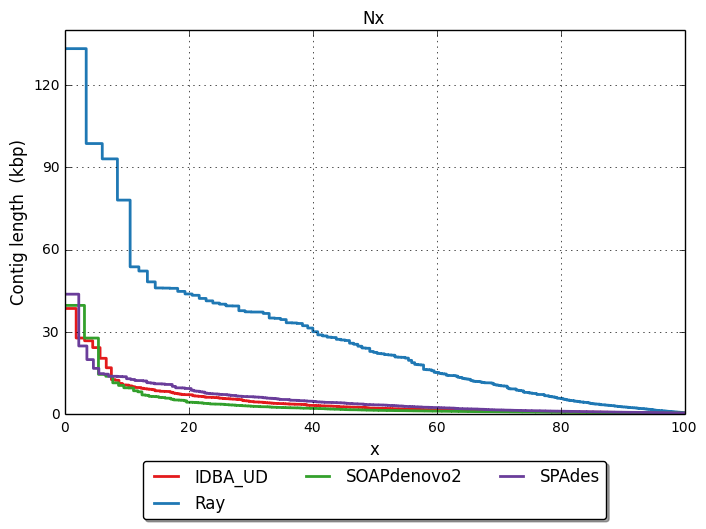 Nx
120
90
60
30
0
Contig length (kbp)
0 20 40 60 80 100
x
IDBA_UD SOAPdenovo2 SPAdes
Ray